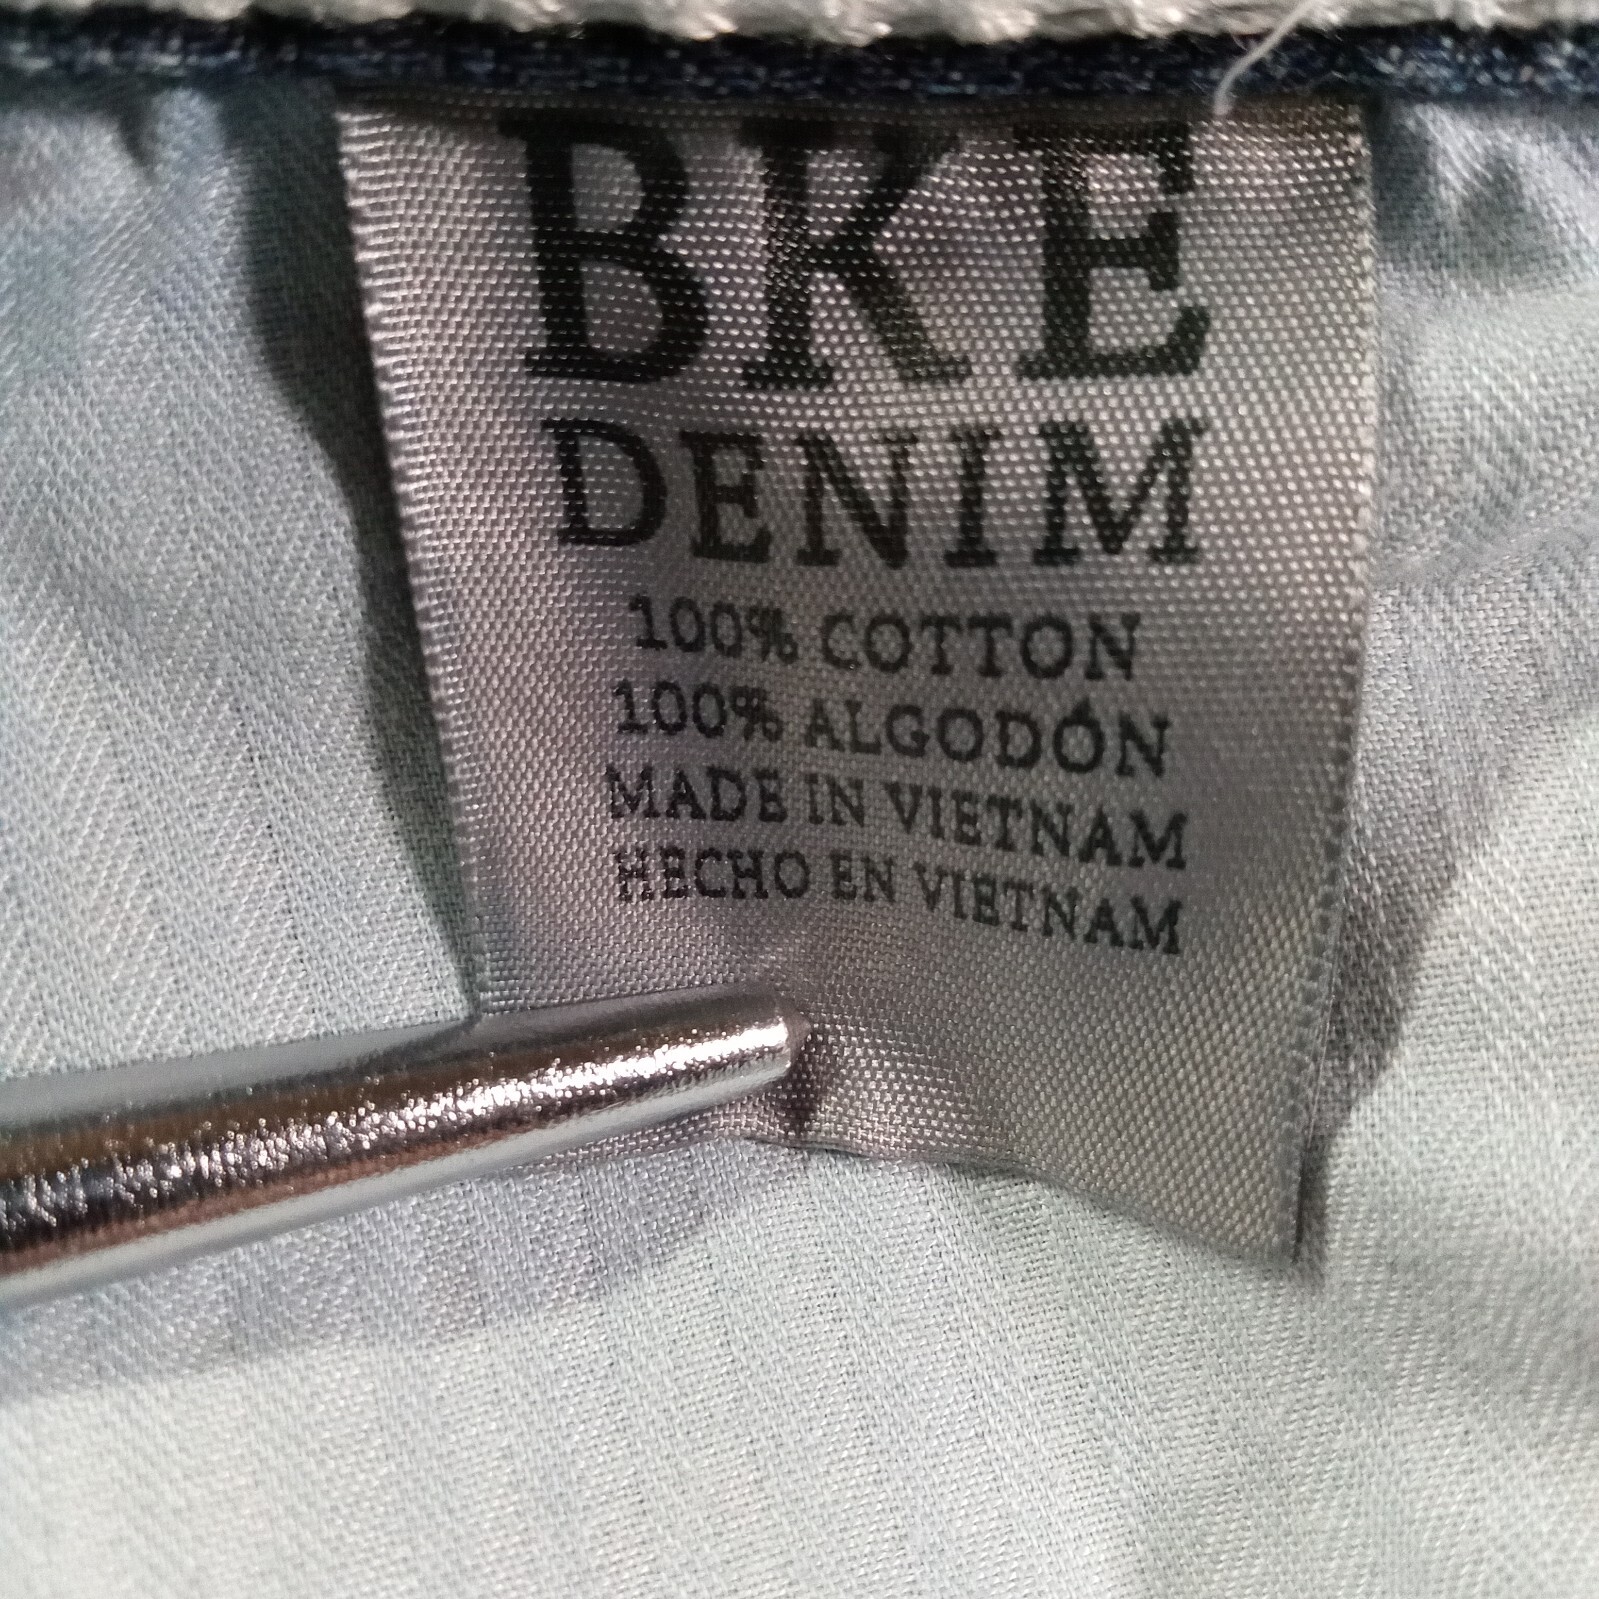 BKE
DENIM
100% COTTON
100% ALGODÓN
MADE IN VIETNAM
HECHO EN VIETNAM